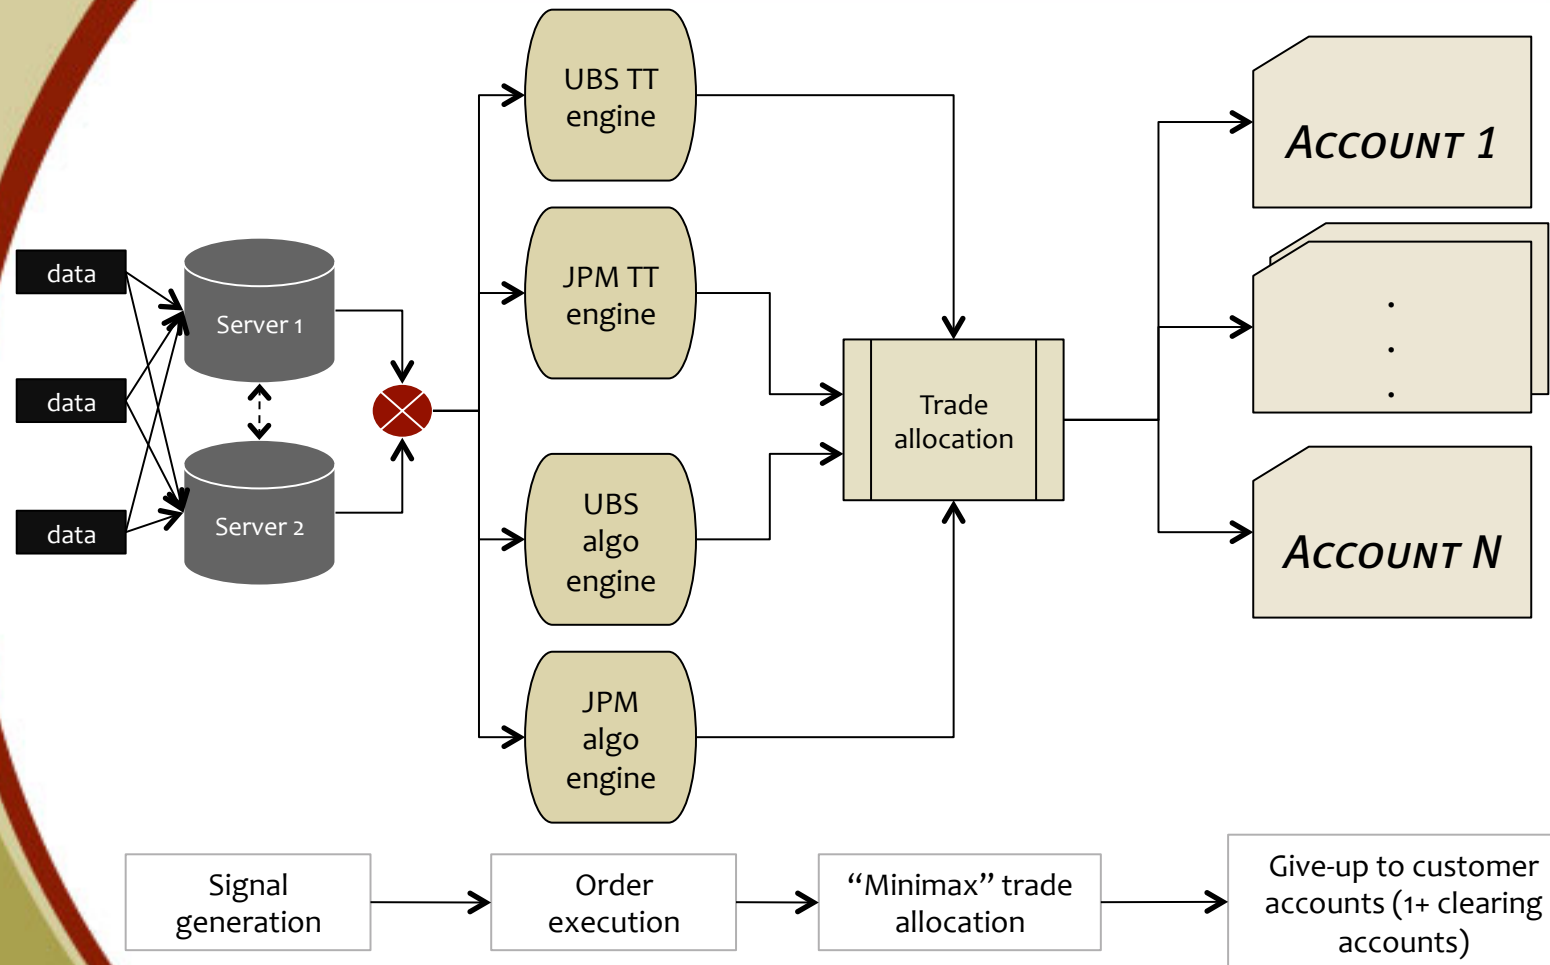 UBS TT
engine
JPM TT
engine
UBS
algo
engine
JPM
algo
engine
data
data
data
Server 1
Server 2
Trade
allocation
ACCOUNT 1
.
.
.
ACCOUNT N
Signal
generation
Order
execution
“Minimax” trade
allocation
Give-up to customer
accounts (1+ clearing
accounts)